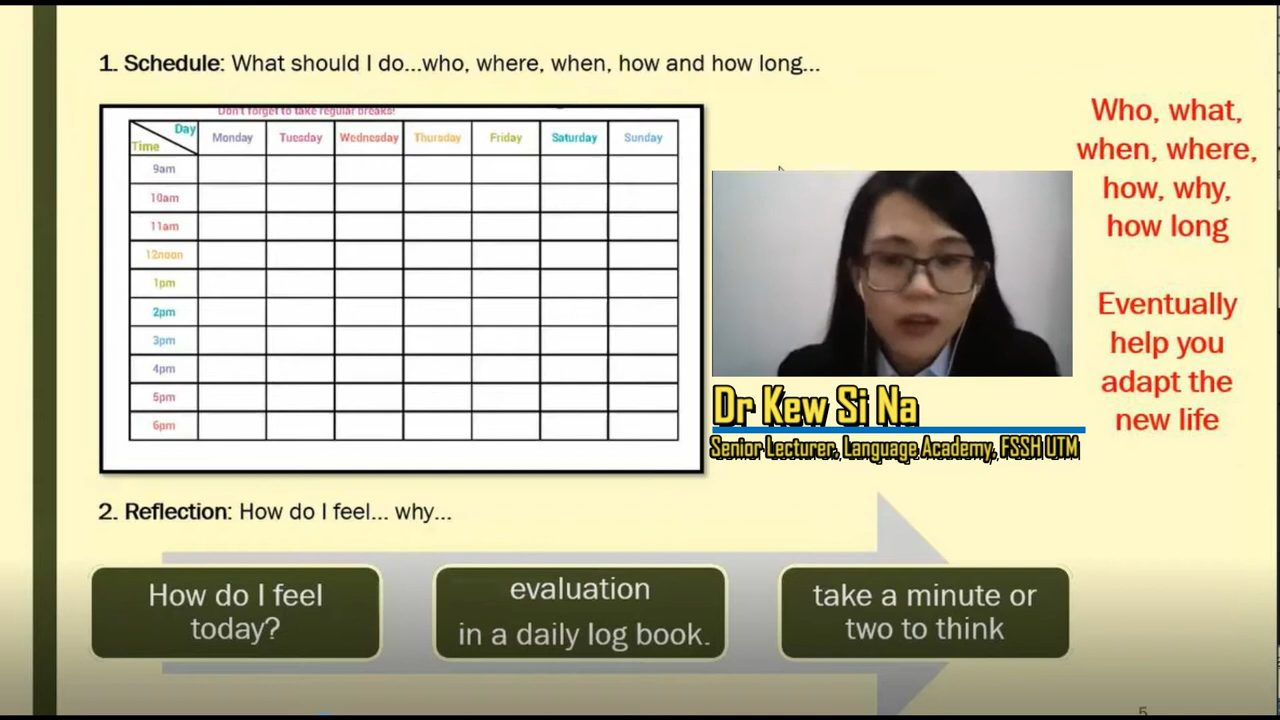 1. Schedule: What should I do...who, where, when, how and how long...
Don't forget to take regular breaks!
Day
Time
Monday
Tuesday
Wednesday
Thursday
Friday
Saturday
Sunday
9am
10am
11am
12noon
1pm
2pm
3pm
4pm
5pm
6pm
Who, what,
when, where,
how, why,
how long
Eventually
help you
adapt the
new life
Dr Kew Si Na
Senior Lecturer, Language Academy, FSSH UTM
2. Reflection: How do I feel... why...
How do I feel
today?
evaluation
in a daily log book.
take a minute or
two to think
5